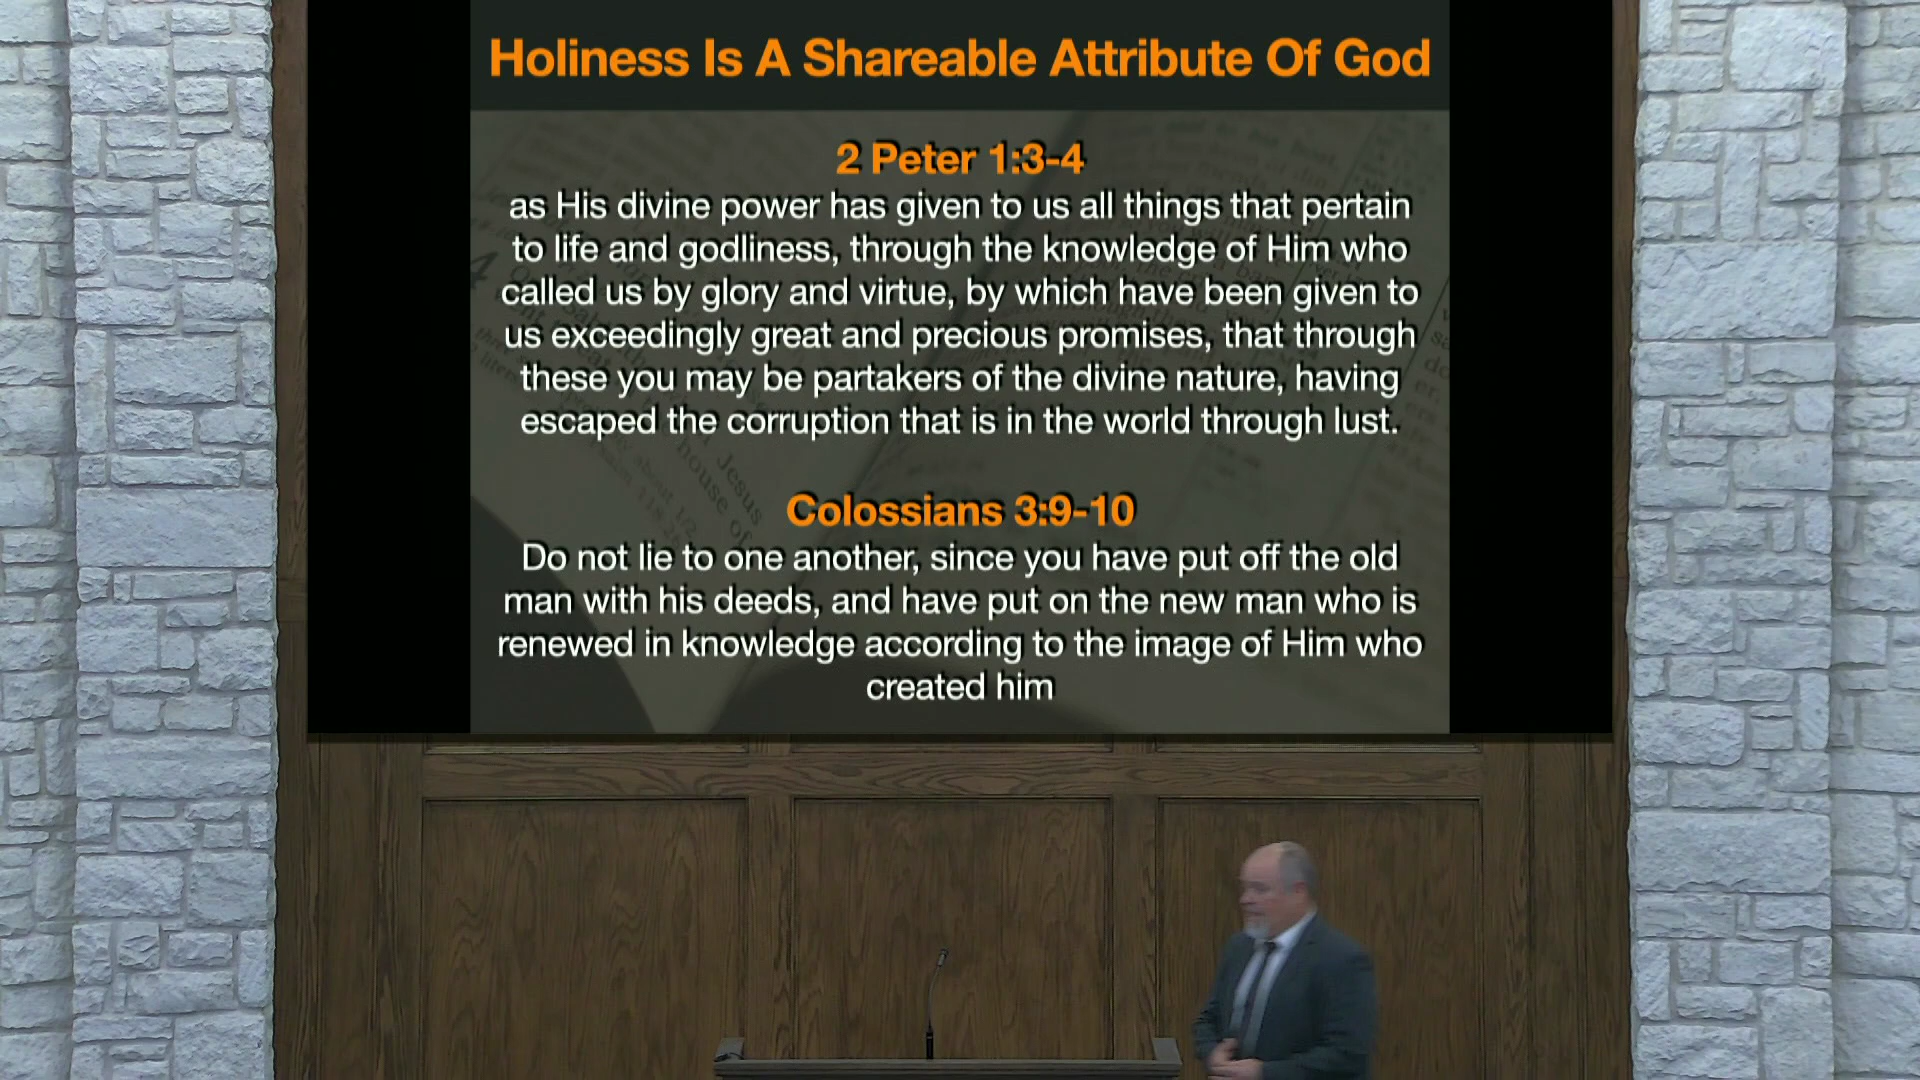 Holiness Is A Shareable Attribute Of God
2 Peter 1:3-4
as His divine power has given to us all things that pertain
to life and godliness, through the knowledge of Him who
called us by glory and virtue, by which have been given to
us exceedingly great and precious promises, that through
these you may be partakers of the divine nature, having
escaped the corruption that is in the world through lust.
Colossians 3:9-10
Do not lie to one another, since you have put off the old
man with his deeds, and have put on the new man who is
renewed in knowledge according to the image of Him who
created him
Jesus
house of